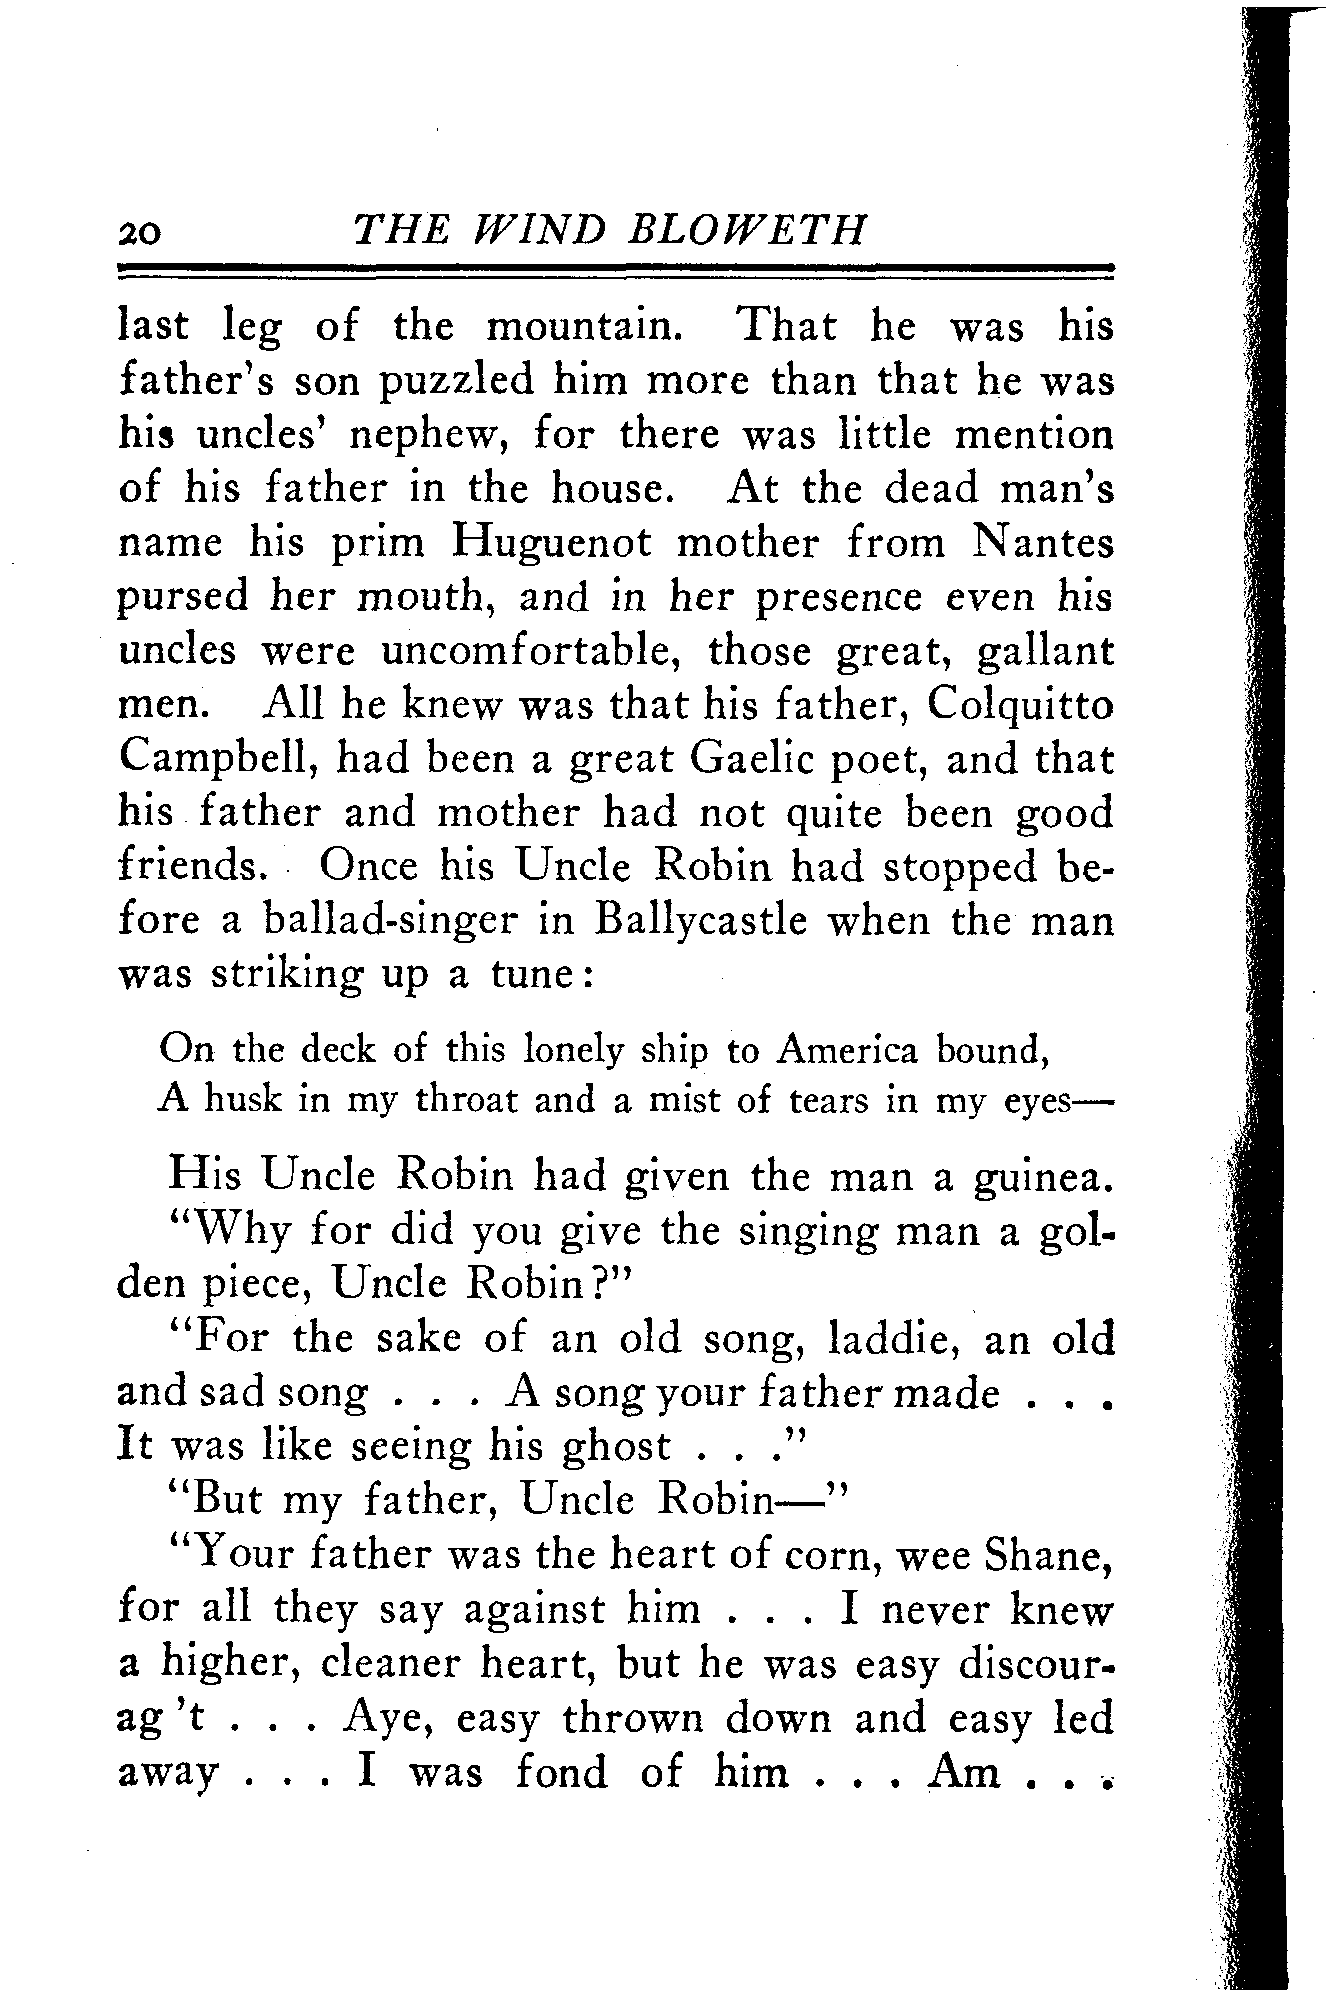 20 THE WIND BLOWETH
last leg of the mountain. That he was his
father's son puzzled him more than that he was
his uncles' nephew, for there was little mention
of his father in the house. At the dead man's
name his prim Huguenot mother from Nantes
pursed her mouth, and in her presence even his
uncles were uncomfortable, those great, gallant
men. All he knew was that his father, Colquitto
Campbell, had been a great Gaelic poet, and that
his father and mother had not quite been good
friends. Once his Uncle Robin had stopped be-
fore a ballad-singer in Ballycastle when the man
was striking up a tune:
On the deck of this lonely ship to America bound,
A husk in my throat and a mist of tears in my eyes—
His Uncle Robin had given the man a guinea.
"Why for did you give the singing man a gol-
den piece, Uncle Robin?"
"For the sake of an old song, laddie, an old
and sad song . . . A song your father made . . .
It was like seeing his ghost . . ."
"But my father, Uncle Robin—"
"Your father was the heart of corn, wee Shane,
for all they say against him . . . I never knew
a higher, cleaner heart, but he was easy discour-
ag 't . . . Aye, easy thrown down and easy led
away . . . I was fond of him . . . Am . . .